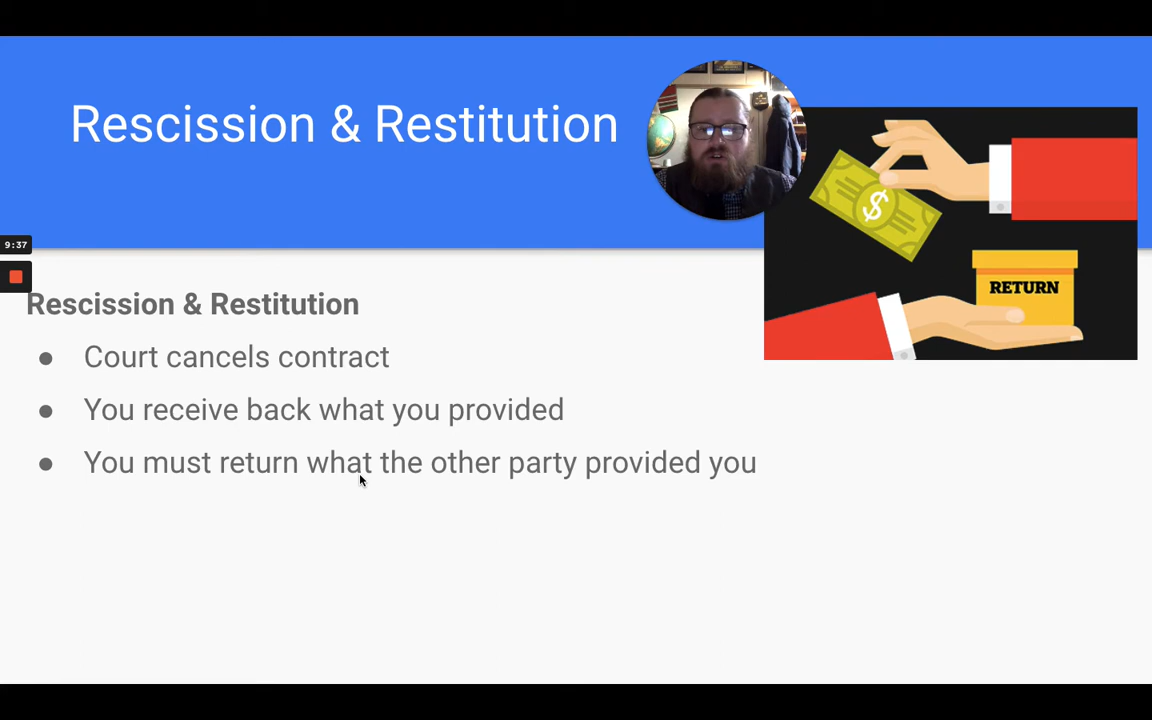 Rescission & Restitution
$
RETURN
9:37
Rescission & Restitution
● Court cancels contract
● You receive back what you provided
● You must return what the other party provided you